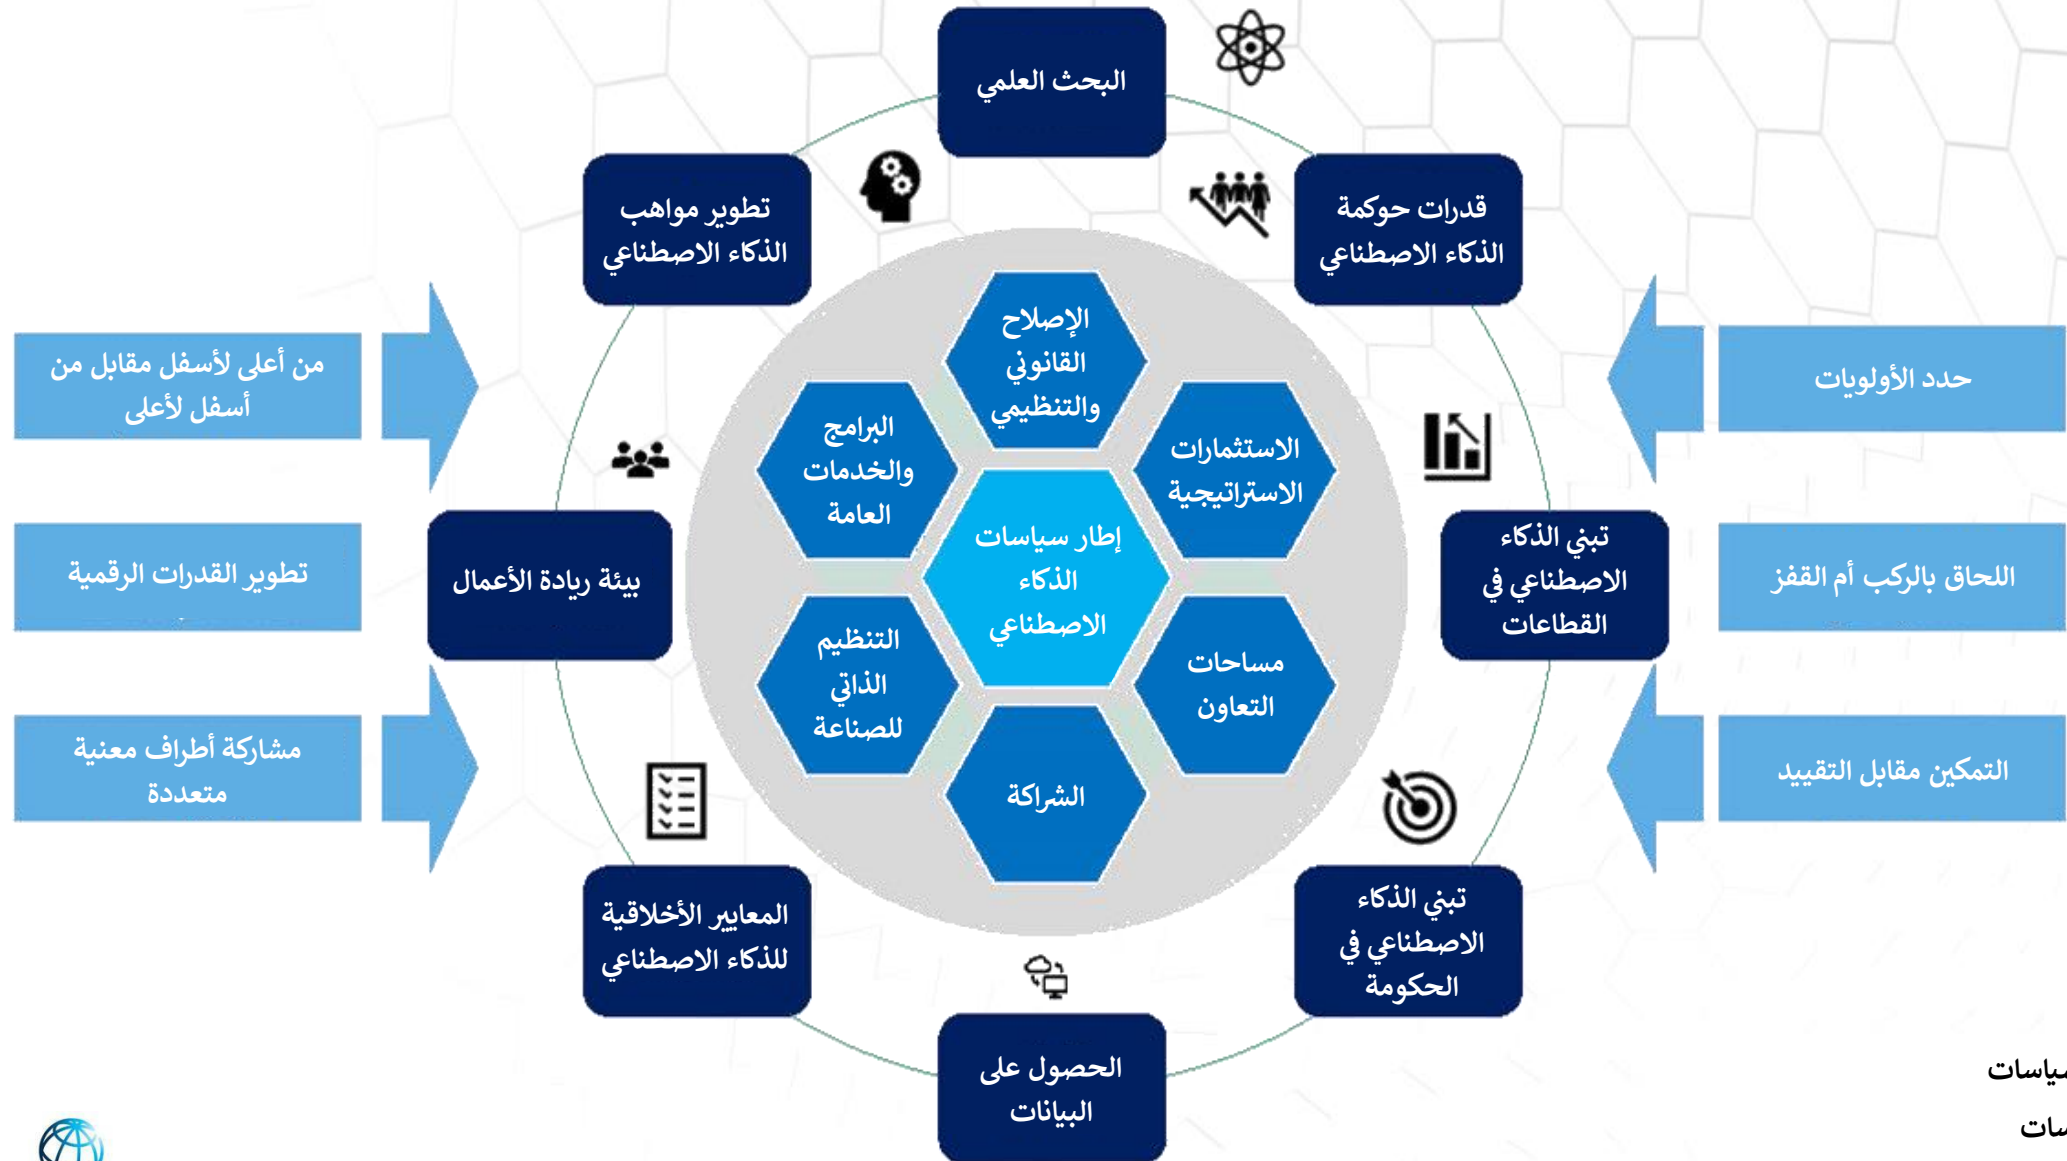 البحث العلمي
قدرات حوكمة
الذكاء الاصطناعي
تطوير مواهب
الذكاء الاصطناعي
حدد الأولويات
من أعلى لأسفل مقابل من
أسفل لأعلى
الإصلاح
القانوني
والتنظيمي
الاستثمارات
الاستراتيجية
البرامج
والخدمات
العامة
إطار سياسات
الذكاء
الاصطناعي
اللحاق بالركب أم القفز
تبني الذكاء
الاصطناعي في
القطاعات
بيئة ريادة الأعمال
تطوير القدرات الرقمية
مساحات
التعاون
التنظيم
الذاتي
للصناعة
الشراكة
التمكين مقابل التقييد
مشاركة أطراف معنية
متعددة
تبني الذكاء
الاصطناعي في
الحكومة
المعايير الأخلاقية
للذكاء الاصطناعي
الحصول على
البيانات